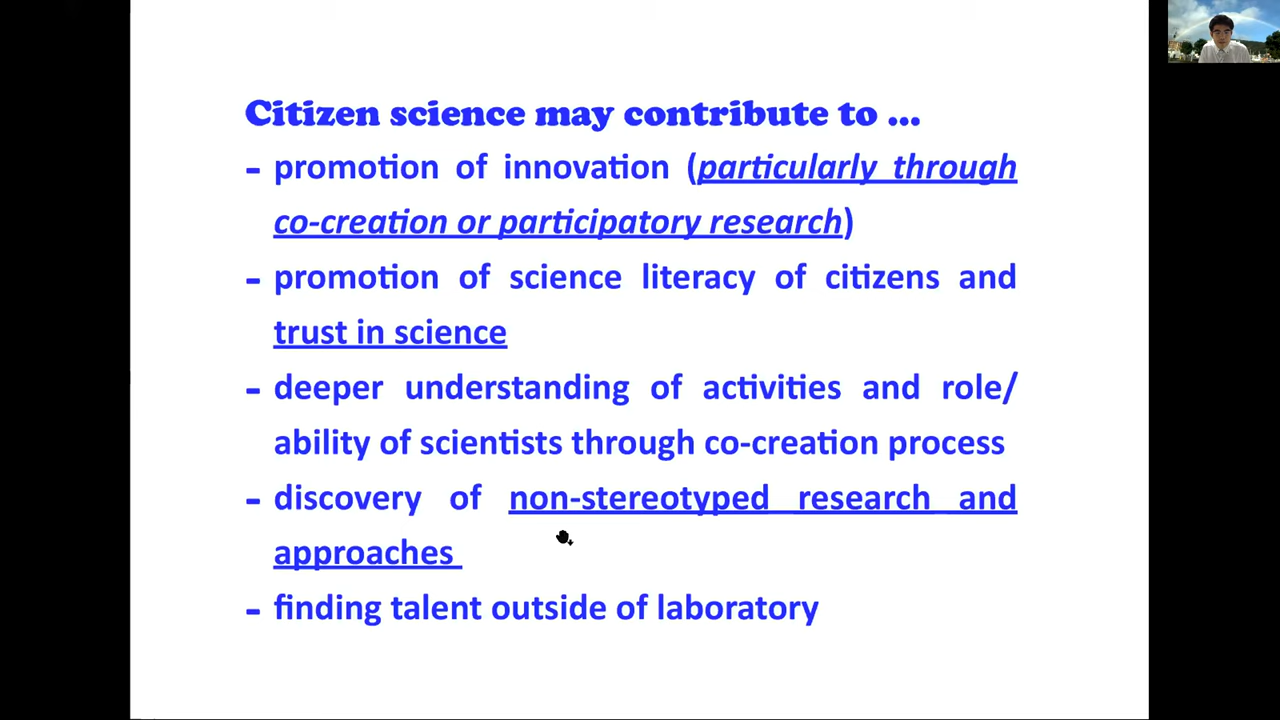 Citizen science may contribute to ...
- promotion of innovation (particularly through
co-creation or participatory research)
- promotion of science literacy of citizens and
trust in science
- deeper understanding of activities and role/
ability of scientists through co-creation process
- discovery of non-stereotyped research and
approaches
- finding talent outside of laboratory